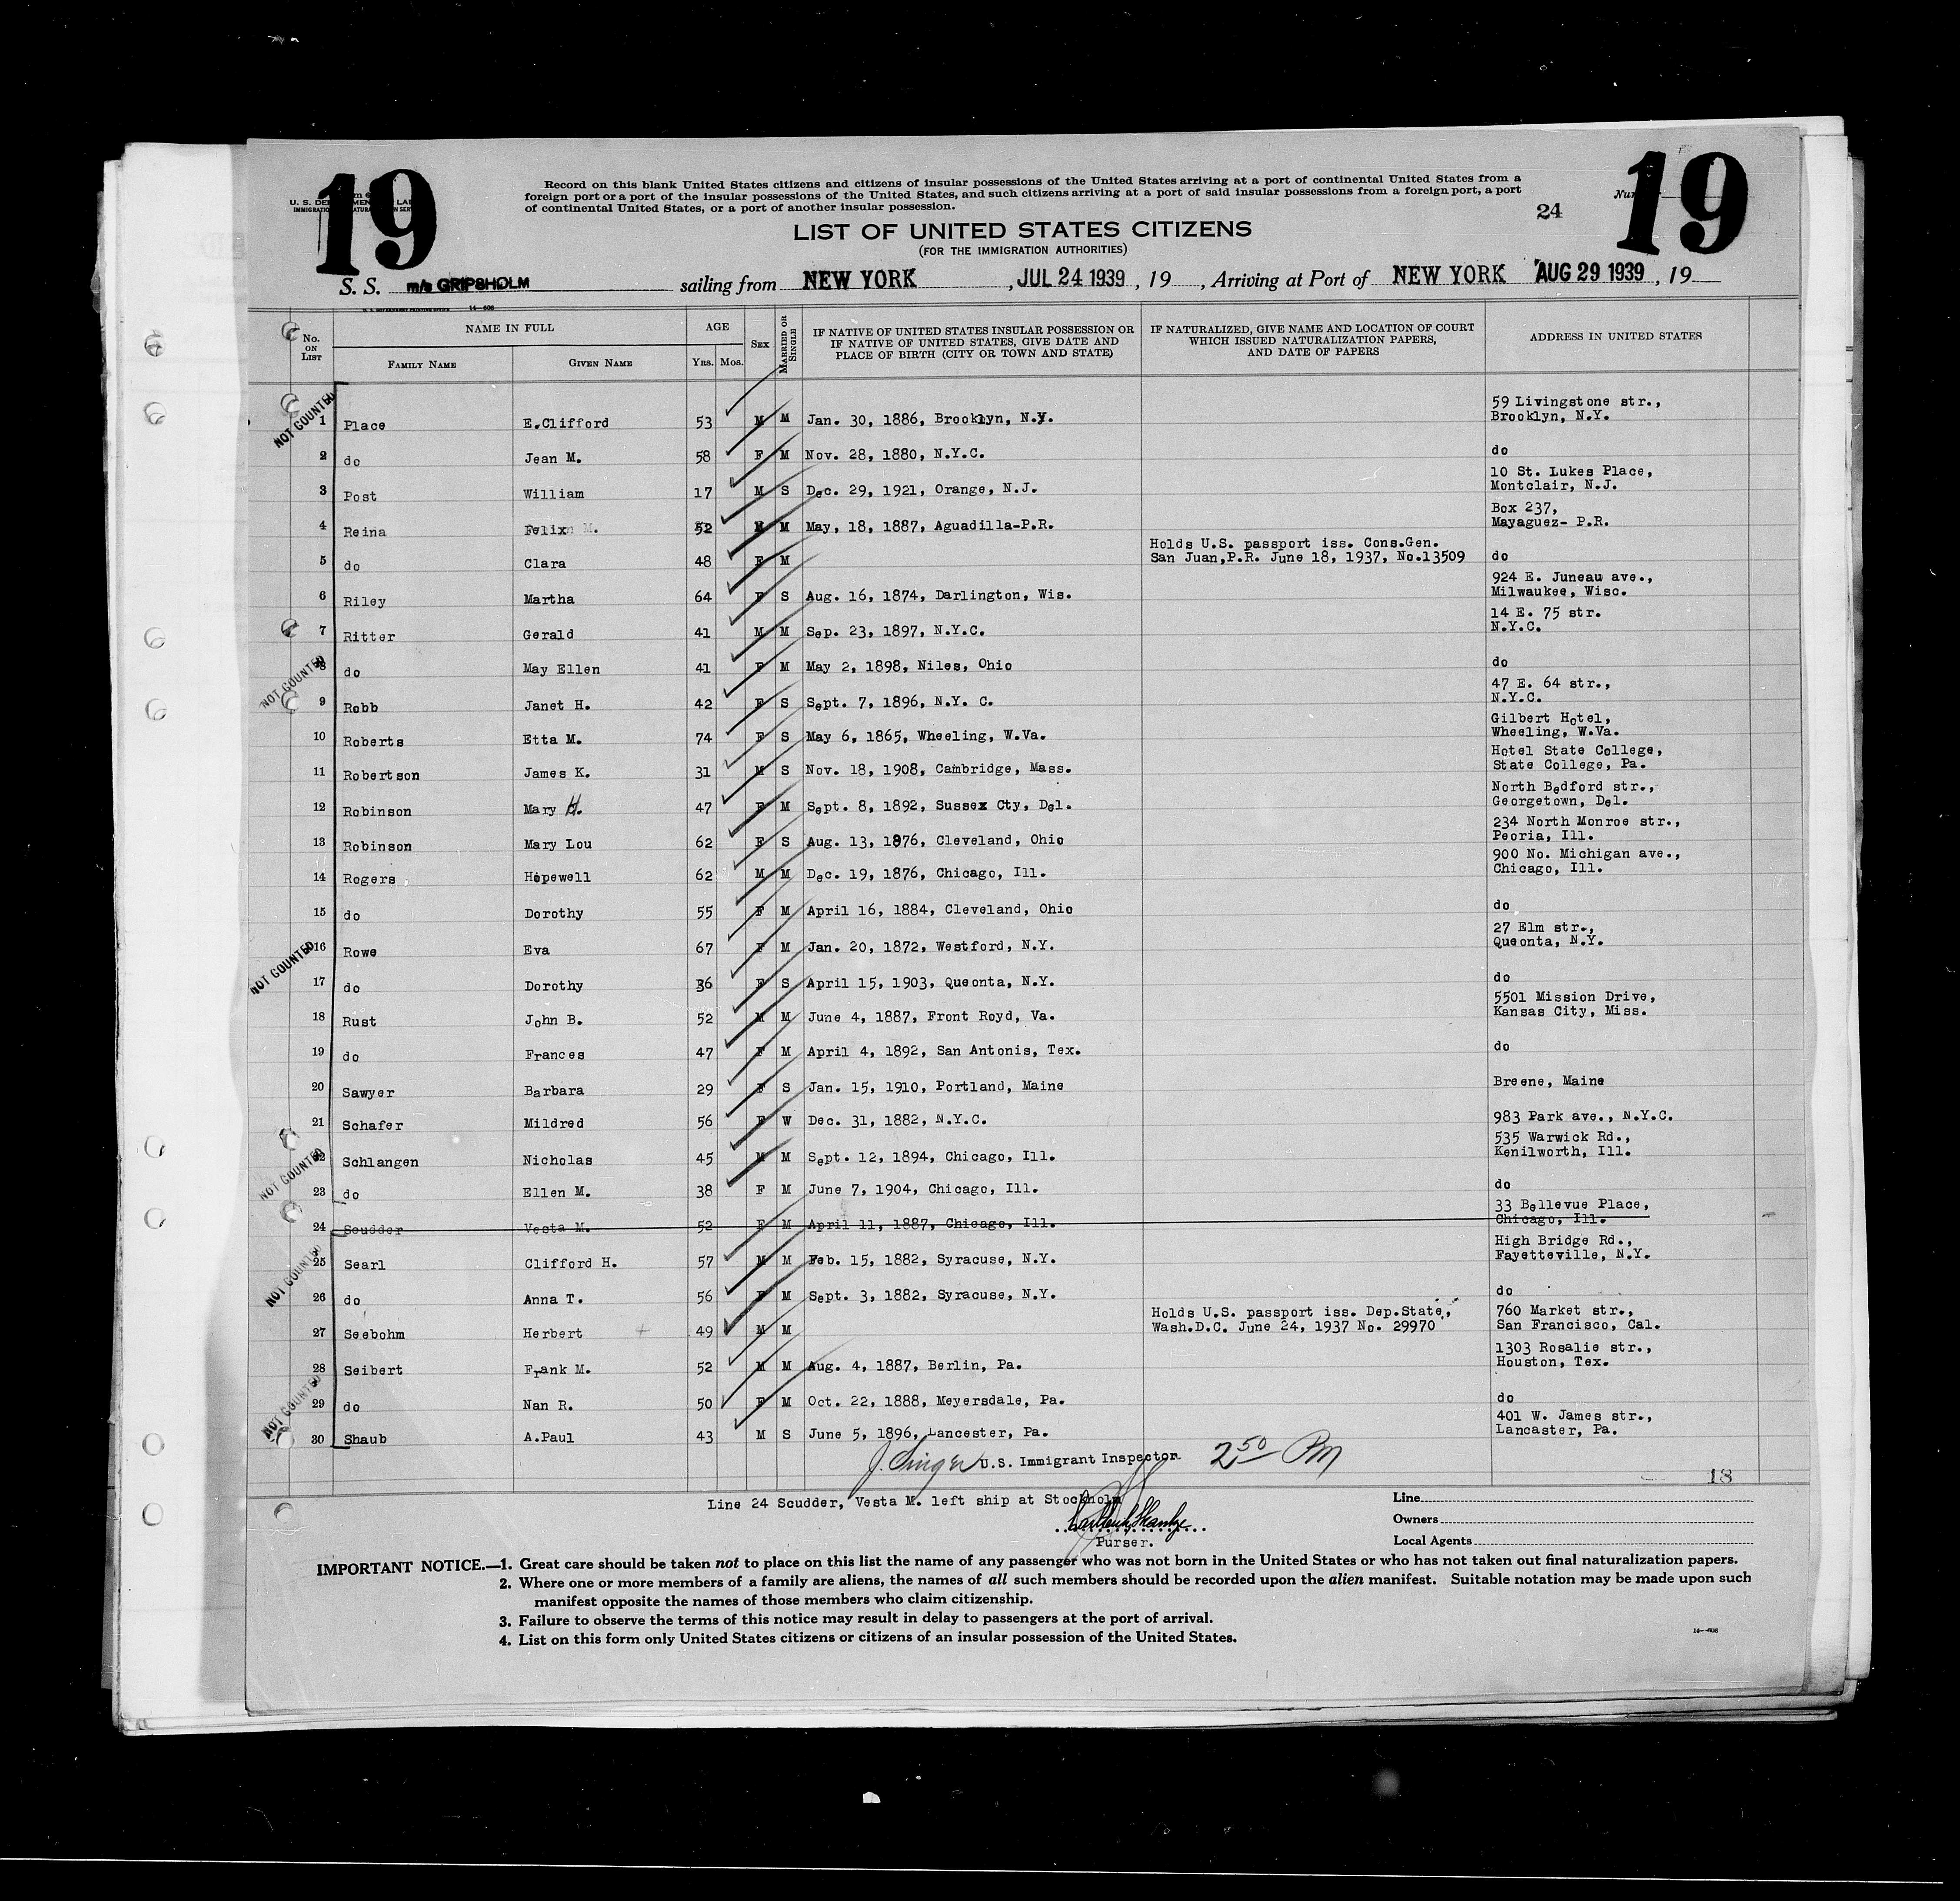 19
19
U. S. DEPARTMENT OF LABOR
Record on this blank United States citizens and citizens of insular possessions of the United States arriving at a port of continental United States from a
foreign port or a port of the insular possessions of the United States, and such citizens arriving at a port of said insular possessions from a foreign port, a port
of continental United States, or a port of another insular possession.
24
LIST OF UNITED STATES CITIZENS
(FOR THE IMMIGRATION AUTHORITIES)
S. S. m/s GRIPSHOLM sailing from NEW YORK , JUL 24 1939 , 19 , Arriving at Port of NEW YORK AUG 29 1939 , 19
No. ON LIST NAME IN FULL FAMILY NAME GIVEN NAME AGE YRS. MOS. SEX MARRIED OR SINGLE
IF NATIVE OF UNITED STATES INSULAR POSSESSION OR
IF NATIVE OF UNITED STATES, GIVE DATE AND
PLACE OF BIRTH (CITY OR TOWN AND STATE)
IF NATURALIZED, GIVE NAME AND LOCATION OF COURT
WHICH ISSUED NATURALIZATION PAPERS,
AND DATE OF PAPERS
ADDRESS IN UNITED STATES
NOT COUNTED
59 Livingstone str.,
1 Place E.Clifford 53 M M Jan. 30, 1886, Brooklyn, N.Y. Brooklyn, N.Y.
2 do Jean M. 58 F M Nov. 28, 1880, N.Y.C. do
10 St. Lukes Place,
3 Post William 17 M S Dec. 29, 1921, Orange, N.J. Montclair, N.J.
Box 237,
4 Reina Felix M. 52 M M May, 18, 1887, Aguadilla-P.R. Mayaguez- P.R.
Holds U.S. passport iss. Cons.Gen.
5 do Clara 48 F M San Juan,P.R. June 18, 1937, No.13509 do
924 E. Juneau ave.,
6 Riley Martha 64 F S Aug. 16, 1874, Darlington, Wis. Milwaukee, Wisc.
14 E. 75 str.
7 Ritter Gerald 41 M M Sep. 23, 1897, N.Y.C. N.Y.C.
NOT COUNTED
8 do May Ellen 41 F M May 2, 1898, Niles, Ohio do
47 E. 64 str.,
9 Robb Janet H. 42 F S Sept. 7, 1896, N.Y. C. N.Y.C.
Gilbert Hotel,
10 Roberts Etta M. 74 F S May 6, 1865, Wheeling, W.Va. Wheeling, W.Va.
Hotel State College,
11 Robertson James K. 31 M S Nov. 18, 1908, Cambridge, Mass. State College, Pa.
North Bedford str.,
12 Robinson Mary H. 47 F M Sept. 8, 1892, Sussex Cty, Del. Georgetown, Del.
234 North Monroe str.,
13 Robinson Mary Lou 62 F S Aug. 13, 1876, Cleveland, Ohio Peoria, Ill.
900 No. Michigan ave.,
14 Rogers Hopewell 62 M M Dec. 19, 1876, Chicago, Ill. Chicago, Ill.
15 do Dorothy 55 F M April 16, 1884, Cleveland, Ohio do
27 Elm str.,
NOT COUNTED
16 Rowe Eva 67 F M Jan. 20, 1872, Westford, N.Y. Queonta, N.Y.
17 do Dorothy 36 F S April 15, 1903, Queonta, N.Y. do
5501 Mission Drive,
18 Rust John B. 52 M M June 4, 1887, Front Royd, Va. Kansas City, Miss.
19 do Frances 47 F M April 4, 1892, San Antonis, Tex. do
20 Sawyer Barbara 29 F S Jan. 15, 1910, Portland, Maine Breene, Maine
21 Schafer Mildred 56 F W Dec. 31, 1882, N.Y.C. 983 Park ave., N.Y.C.
535 Warwick Rd.,
NOT COUNTED
22 Schlangen Nicholas 45 M M Sept. 12, 1894, Chicago, Ill. Kenilworth, Ill.
23 do Ellen M. 38 F M June 7, 1904, Chicago, Ill. do
33 Bellevue Place,
24 Scudder Vesta M. 52 F M April 11, 1887, Chicago, Ill. Chicago, Ill.
High Bridge Rd.,
NOT COUNTED
25 Searl Clifford H. 57 M M Feb. 15, 1882, Syracuse, N.Y. Fayetteville, N.Y.
26 do Anna T. 56 F M Sept. 3, 1882, Syracuse, N.Y. do
Holds U.S. passport iss. Dep.State, 760 Market str.,
27 Seebohm Herbert + 49 M M Wash.D.C. June 24, 1937 No. 29970 San Francisco, Cal.
1303 Rosalie str.,
28 Seibert Frank M. 52 M M Aug. 4, 1887, Berlin, Pa. Houston, Tex.
NOT COUNTED
29 do Nan R. 50 F M Oct. 22, 1888, Meyersdale, Pa. do
401 W. James str.,
30 Shaub A.Paul 43 M S June 5, 1896, Lancester, Pa. Lancaster, Pa.
J. Singer U.S. Immigrant Inspector 2 50 PM
18
Line 24 Scudder, Vesta M. left ship at Stockholm
Purser.
Line
Owners
Local Agents
IMPORTANT NOTICE.—1. Great care should be taken not to place on this list the name of any passenger who was not born in the United States or who has not taken out final naturalization papers.
2. Where one or more members of a family are aliens, the names of all such members should be recorded upon the alien manifest. Suitable notation may be made upon such
manifest opposite the names of those members who claim citizenship.
3. Failure to observe the terms of this notice may result in delay to passengers at the port of arrival.
4. List on this form only United States citizens or citizens of an insular possession of the United States.